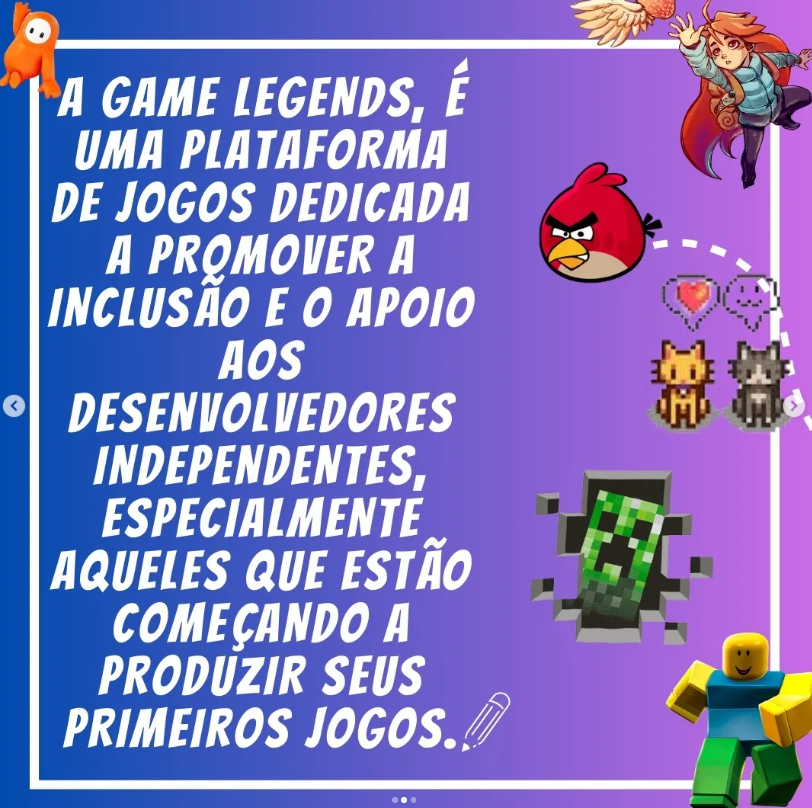 A GAME LEGENDS, É
UMA PLATAFORMA
DE JOGOS DEDICADA
A PROMOVER A
INCLUSÃO E O APOIO
AOS
DESENVOLVEDORES
INDEPENDENTES,
ESPECIALMENTE
AQUELES QUE ESTÃO
COMEÇANDO A
PRODUZIR SEUS
PRIMEIROS JOGOS.